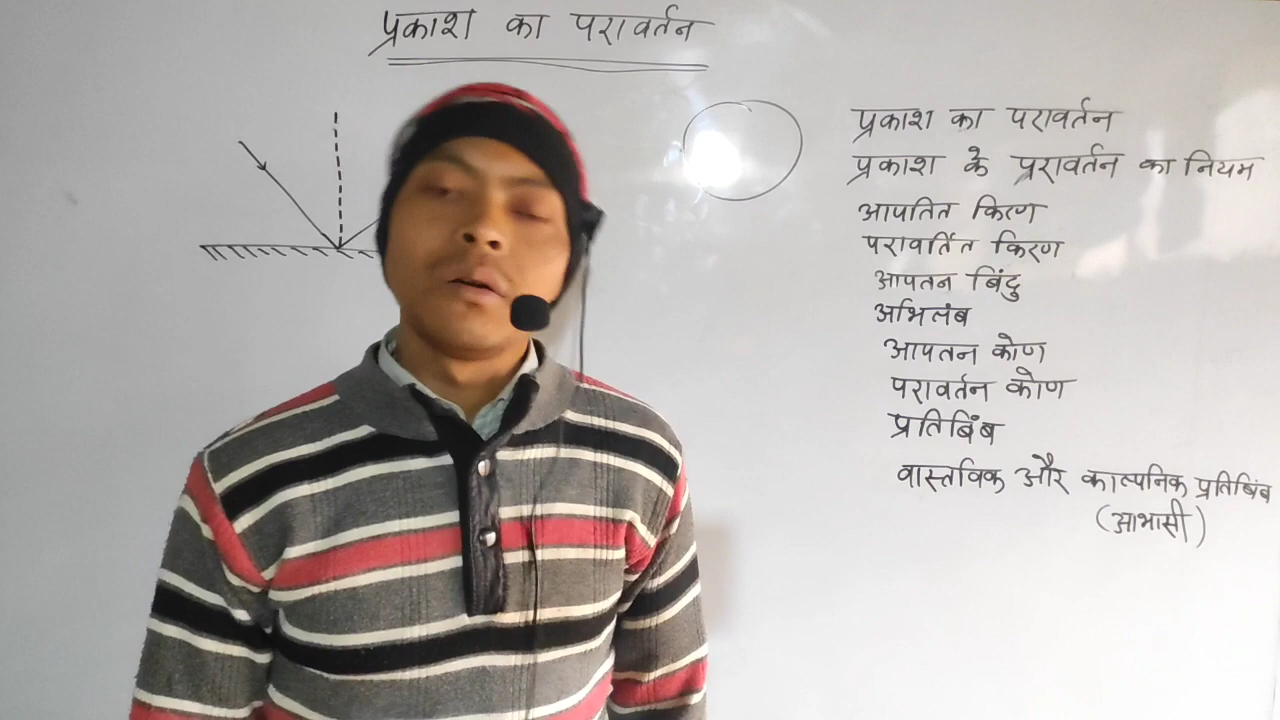 प्रकाश का परावर्तन
प्रकाश का परावर्तन
प्रकाश के परावर्तन का नियम
आपतित किरण
परावर्तित किरण
आपतन बिंदु
अभिलंब
आपतन कोण
परावर्तन कोण
प्रतिबिंब
वास्तविक और काल्पनिक प्रतिबिंब
(आभासी)